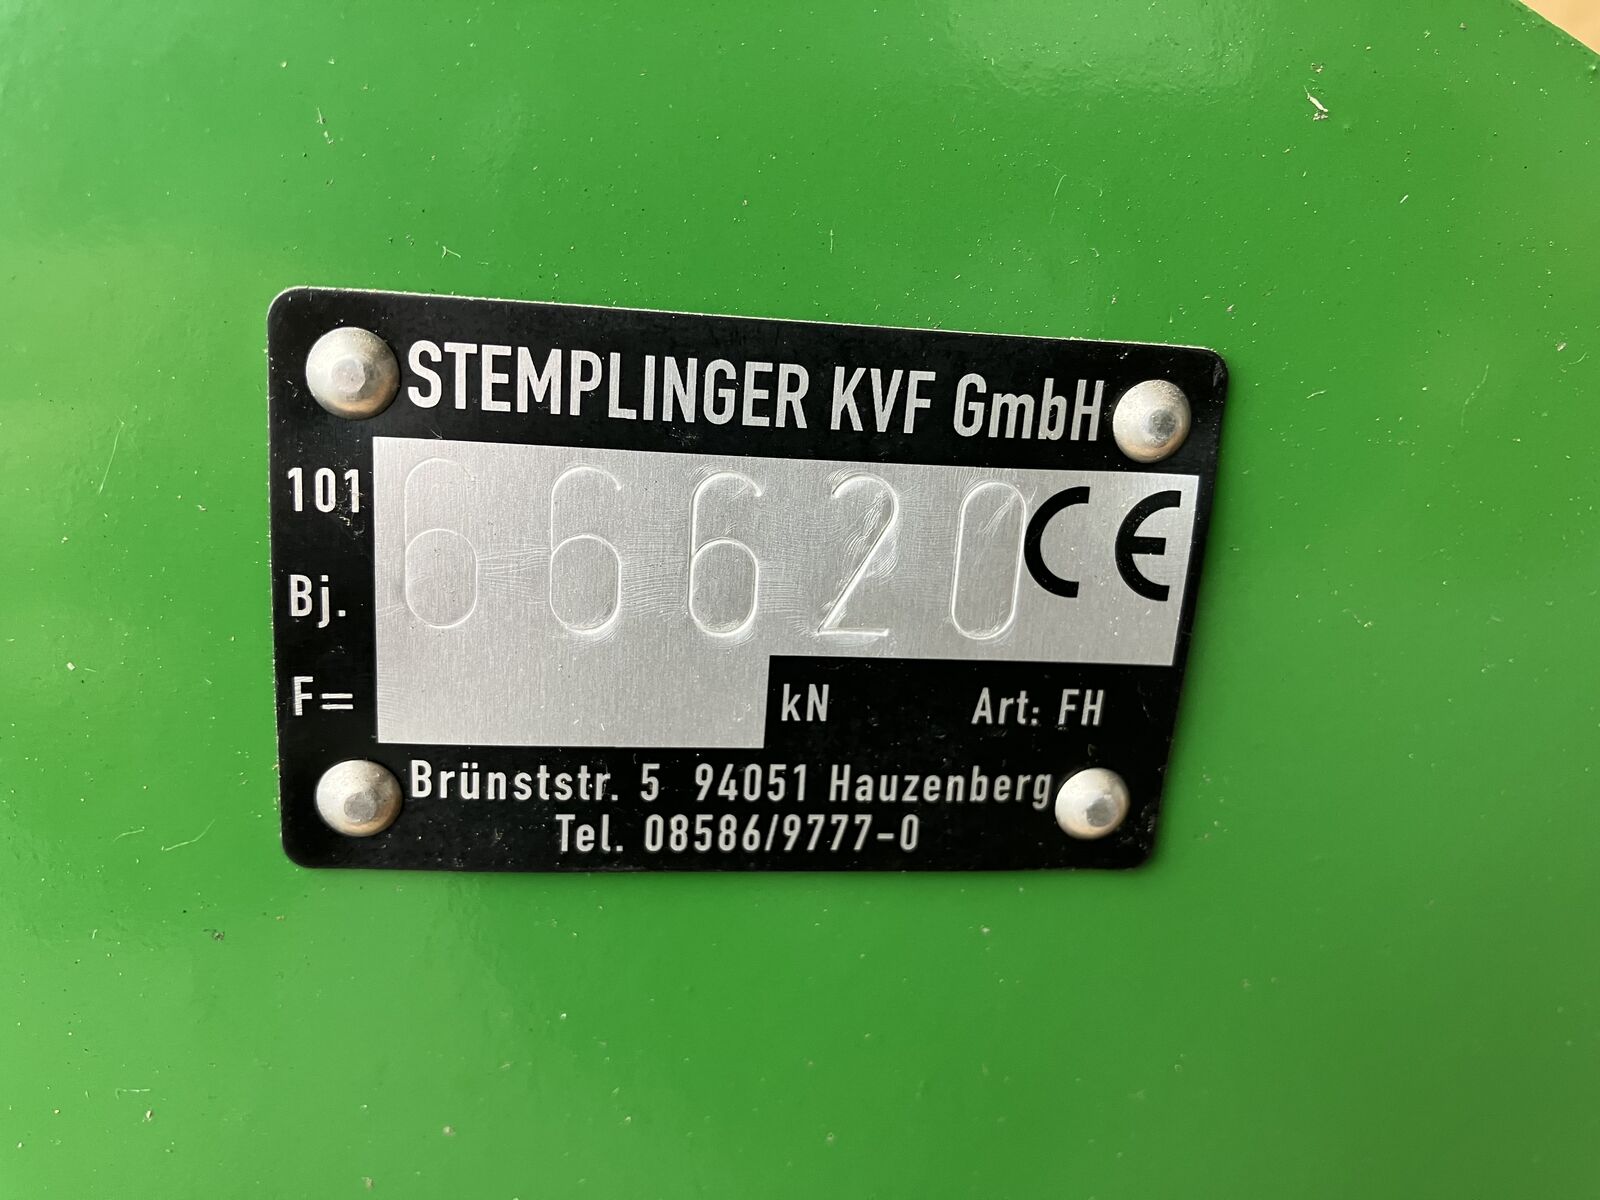 STEMPLINGER KVF GmbH
101 66620 CE
Bj.
F= kN Art: FH
Brünststr. 5 94051 Hauzenberg
Tel. 08586/9777-0